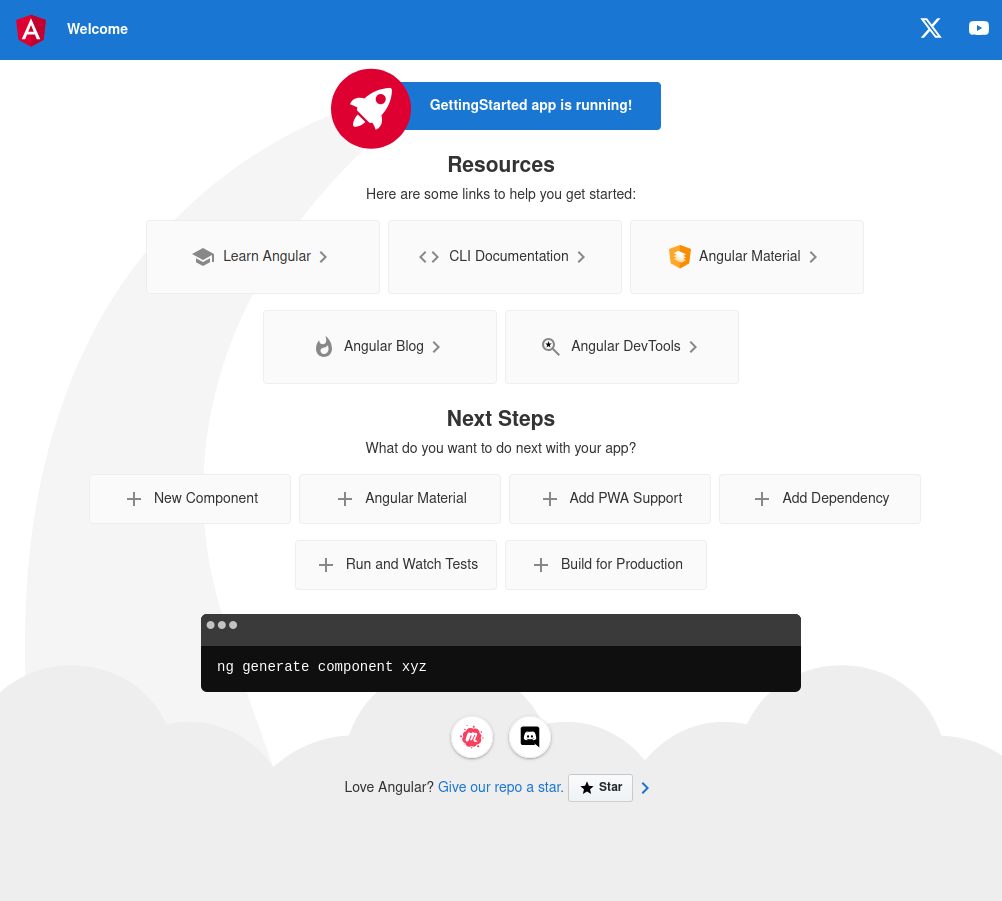 Welcome
GettingStarted app is running!
Resources
Here are some links to help you get started:
Learn Angular
CLI Documentation
Angular Material
Angular Blog
Angular DevTools
Next Steps
What do you want to do next with your app?
New Component
Angular Material
Add PWA Support
Add Dependency
Run and Watch Tests
Build for Production
ng generate component xyz
Love Angular? Give our repo a star. Star